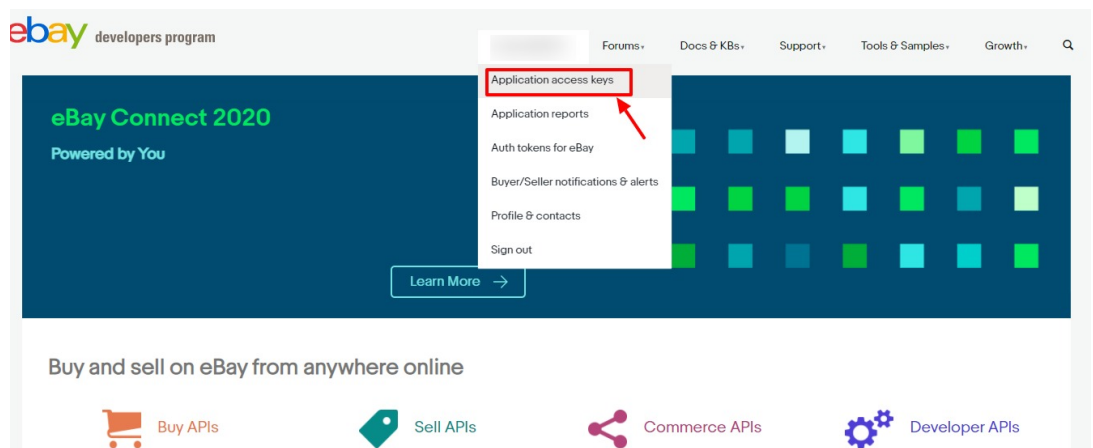 ebay developers program
Forums Docs & KBs Support Tools & Samples Growth
Application access keys
Application reports
Auth tokens for eBay
Buyer/Seller notifications & alerts
Profile & contacts
Sign out
eBay Connect 2020
Powered by You
Learn More →
Buy and sell on eBay from anywhere online
Buy APIs Sell APIs Commerce APIs Developer APIs